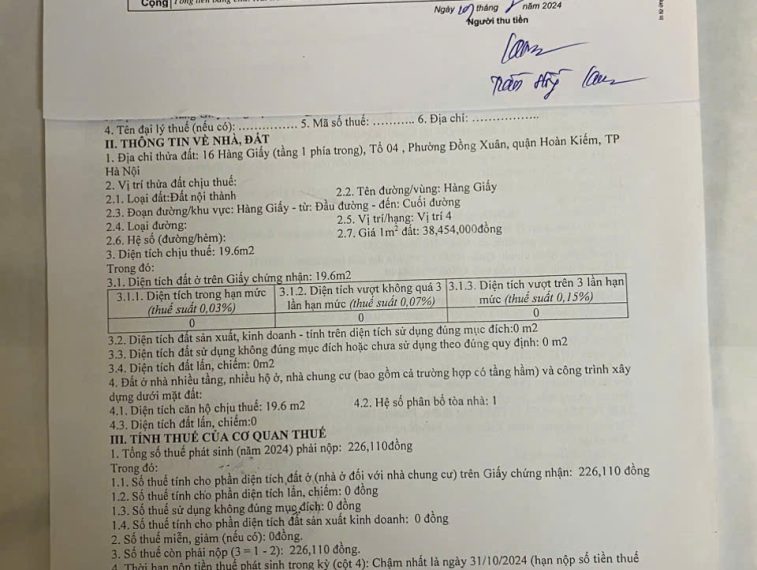 Cộng
Ngày 10 tháng năm 2024
Người thu tiền
Trần
4. Tên đại lý thuế (nếu có): ............... 5. Mã số thuế: ........... 6. Địa chỉ: .................
II. THÔNG TIN VỀ NHÀ, ĐẤT
1. Địa chỉ thửa đất: 16 Hàng Giấy (tầng 1 phía trong), Tổ 04 , Phường Đồng Xuân, quận Hoàn Kiếm, TP
Hà Nội
2. Vị trí thửa đất chịu thuế:
2.1. Loại đất:Đất nội thành 2.2. Tên đường/vùng: Hàng Giấy
2.3. Đoạn đường/khu vực: Hàng Giấy - từ: Đầu đường - đến: Cuối đường
2.4. Loại đường: 2.5. Vị trí/hạng: Vị trí 4
2.6. Hệ số (đường/hẻm): 2.7. Giá 1m² đất: 38,454,000đồng
3. Diện tích chịu thuế: 19.6m2
Trong đó:
3.1. Diện tích đất ở trên Giấy chứng nhận: 19.6m2
3.1.1. Diện tích trong hạn mức (thuế suất 0,03%) 3.1.2. Diện tích vượt không quá 3 lần hạn mức (thuế suất 0,07%) 3.1.3. Diện tích vượt trên 3 lần hạn mức (thuế suất 0,15%)
0 0 0
3.2. Diện tích đất sản xuất, kinh doanh - tính trên diện tích sử dụng đúng mục đích:0 m2
3.3. Diện tích đất sử dụng không đúng mục đích hoặc chưa sử dụng theo đúng quy định: 0 m2
3.4. Diện tích đất lấn, chiếm: 0m2
4. Đất ở nhà nhiều tầng, nhiều hộ ở, nhà chung cư (bao gồm cả trường hợp có tầng hầm) và công trình xây
dựng dưới mặt đất:
4.1. Diện tích căn hộ chịu thuế: 19.6 m2 4.2. Hệ số phân bổ tòa nhà: 1
4.3. Diện tích đất lấn, chiếm:0
III. TÍNH THUẾ CỦA CƠ QUAN THUẾ
1. Tổng số thuế phát sinh (năm 2024) phải nộp: 226,110đồng
Trong đó:
1.1. Số thuế tính cho phần diện tích đất ở (nhà ở đối với nhà chung cư) trên Giấy chứng nhận: 226,110 đồng
1.2. Số thuế tính cho phần diện tích lấn, chiếm: 0 đồng
1.3. Số thuế sử dụng không đúng mục đích: 0 đồng
1.4. Số thuế tính cho phần diện tích đất sản xuất kinh doanh: 0 đồng
2. Số thuế miễn, giảm (nếu có): 0đồng.
3. Số thuế còn phải nộp (3 = 1 - 2): 226,110 đồng.
4. Thời hạn nộp tiền thuế phát sinh trong kỳ (cột 4): Chậm nhất là ngày 31/10/2024 (hạn nộp số tiền thuế